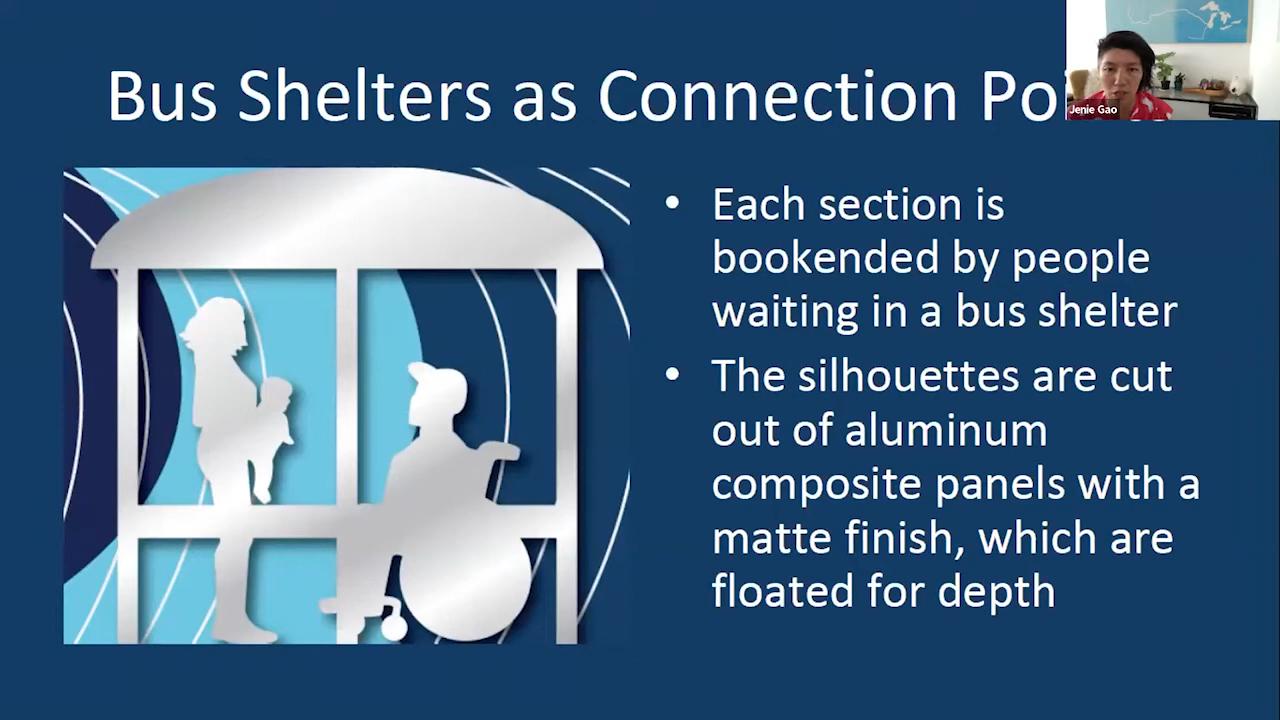 Bus Shelters as Connection Po
Jenie Gao
• Each section is
bookended by people
waiting in a bus shelter
• The silhouettes are cut
out of aluminum
composite panels with a
matte finish, which are
floated for depth